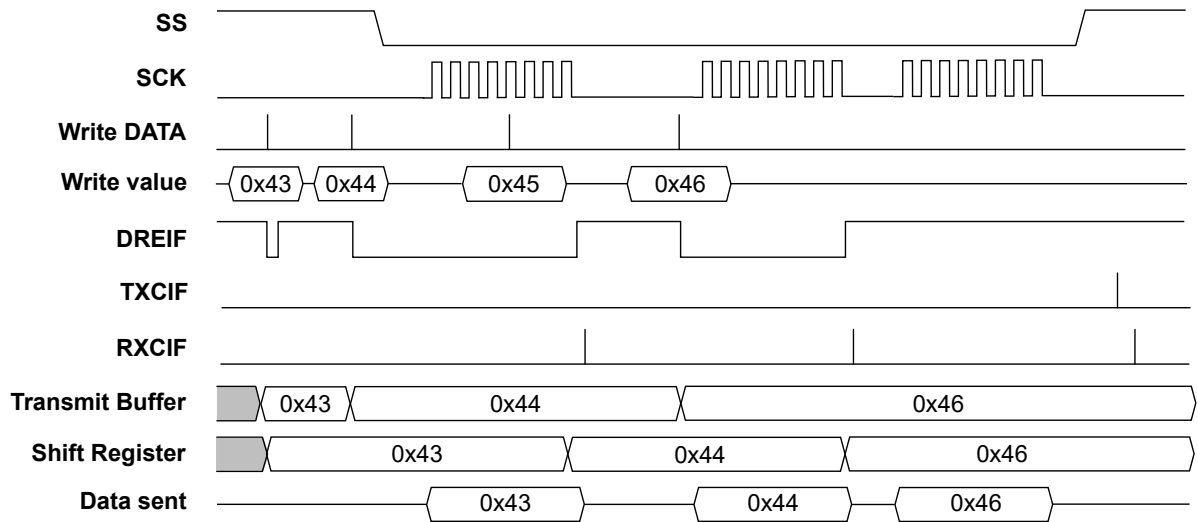 SS
SCK
Write DATA
Write value 0x43 0x44 0x45 0x46
DREIF
TXCIF
RXCIF
Transmit Buffer 0x43 0x44 0x46
Shift Register 0x43 0x44 0x46
Data sent 0x43 0x44 0x46